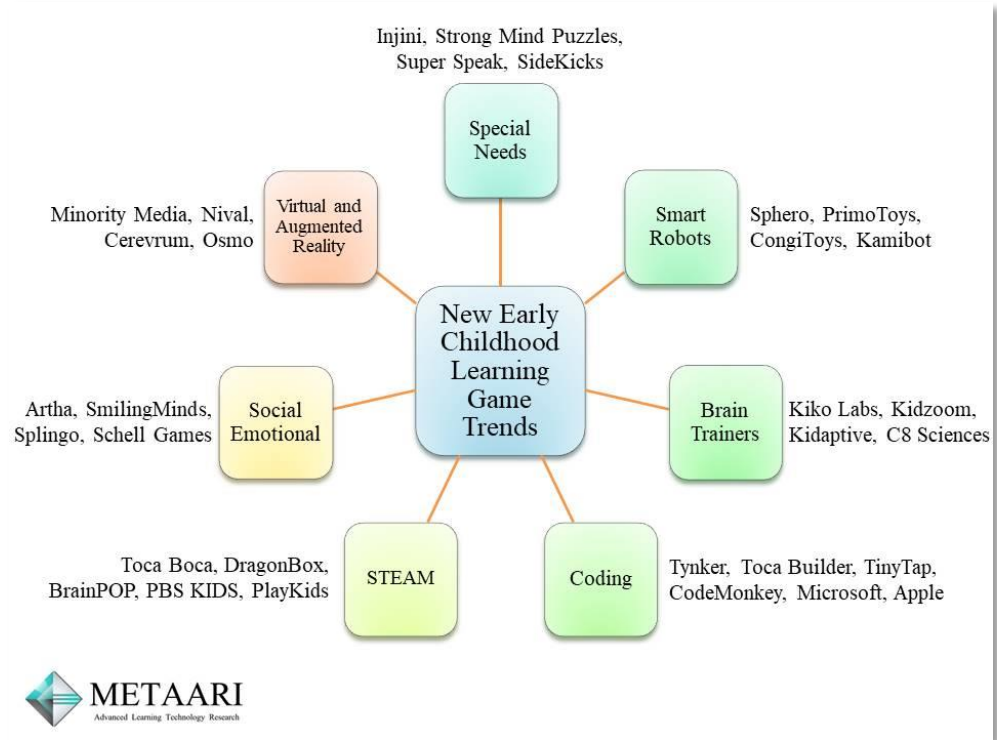 Injini, Strong Mind Puzzles,
Super Speak, SideKicks
Special
Needs
Minority Media, Nival,
Cerevrum, Osmo
Virtual and
Augmented
Reality
Smart
Robots
Sphero, PrimoToys,
CongiToys, Kamibot
New Early
Childhood
Learning
Game
Trends
Artha, SmilingMinds,
Splingo, Schell Games
Social
Emotional
Brain
Trainers
Kiko Labs, Kidzoom,
Kidaptive, C8 Sciences
Toca Boca, DragonBox,
BrainPOP, PBS KIDS, PlayKids
STEAM
Coding
Tynker, Toca Builder, TinyTap,
CodeMonkey, Microsoft, Apple
METAARI
Advanced Learning Technology Research